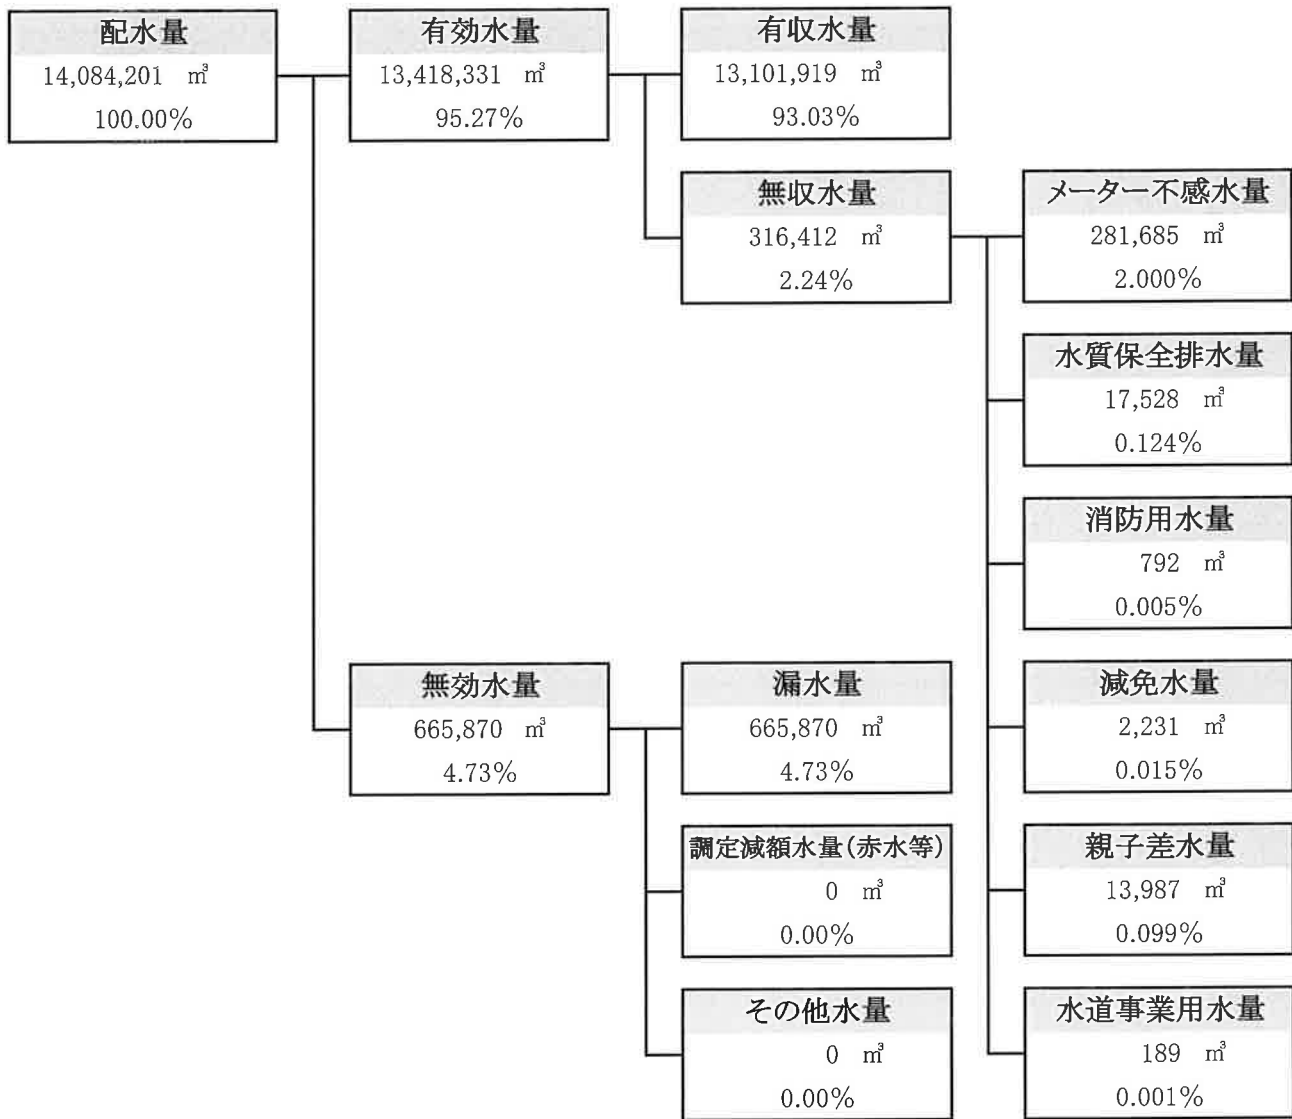 配水量
14,084,201 ㎥
100.00%
有効水量
13,418,331 ㎥
95.27%
有収水量
13,101,919 ㎥
93.03%
無収水量
316,412 ㎥
2.24%
メーター不感水量
281,685 ㎥
2.000%
水質保全排水量
17,528 ㎥
0.124%
消防用水量
792 ㎥
0.005%
減免水量
2,231 ㎥
0.015%
親子差水量
13,987 ㎥
0.099%
水道事業用水量
189 ㎥
0.001%
無効水量
665,870 ㎥
4.73%
漏水量
665,870 ㎥
4.73%
調定減額水量(赤水等)
0 ㎥
0.00%
その他水量
0 ㎥
0.00%